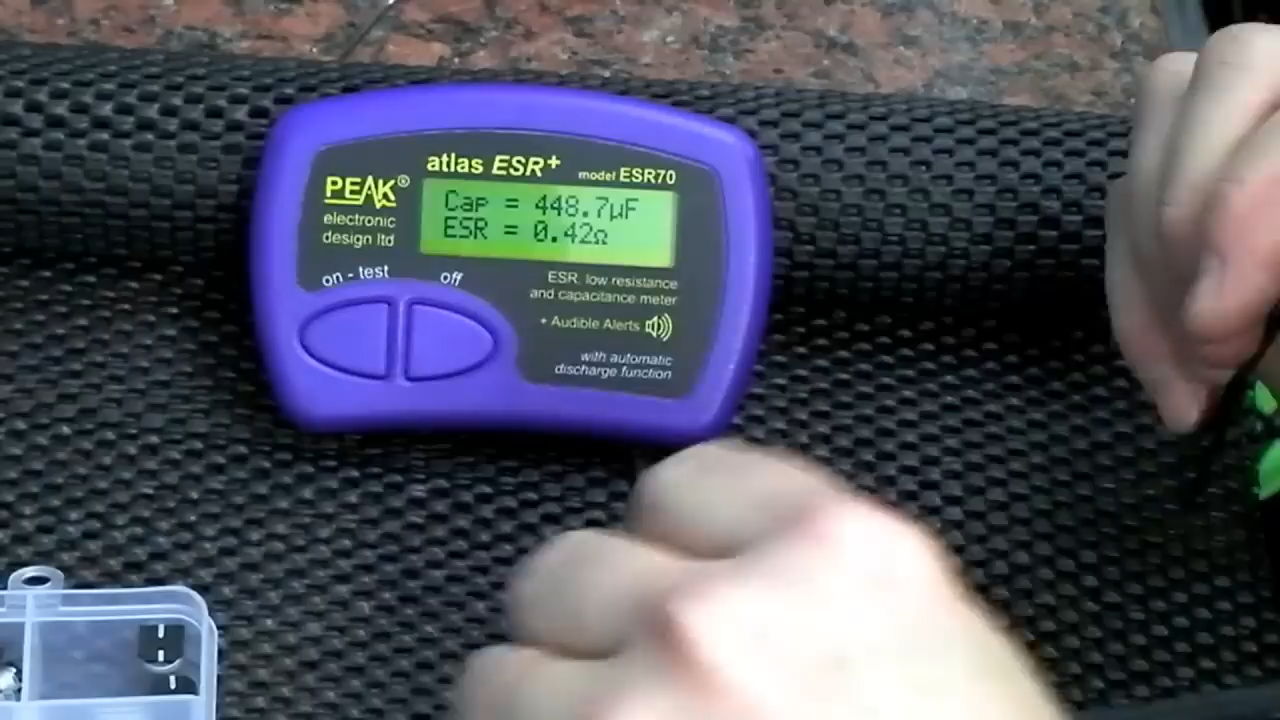 atlas ESR+
model ESR70
PEAK®
electronic
design ltd
Cap = 448.7µF
ESR = 0.42Ω
on - test
off
ESR, low resistance
and capacitance meter
+ Audible Alerts
with automatic
discharge function